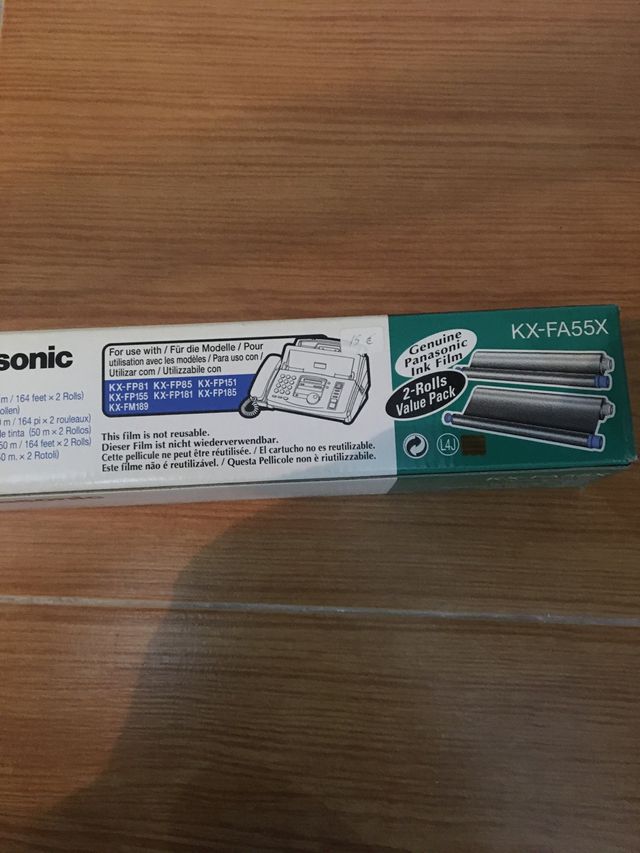 sonic
m / 164 feet x 2 Rolls)
ollen)
m / 164 pi x 2 rouleaux)
le tinta (50 m x 2 Rollos)
50 m / 164 feet x 2 Rolls)
50 m. x 2 Rotoli)
For use with / Für die Modelle / Pour
utilisation avec les modèles / Para uso con /
Utilizar com / Utilizzabile con
KX-FP81 KX-FP85 KX-FP151
KX-FP155 KX-FP181 KX-FP185
KX-FM189
15 €
This film is not reusable.
Dieser Film ist nicht wiederverwendbar.
Cette pellicule ne peut être réutilisée. / El cartucho no es reutilizable.
Este filme não é reutilizável. / Questa Pellicole non è riutilizzabile.
Genuine
Panasonic
Ink Film
2-Rolls
Value Pack
KX-FA55X
L4J